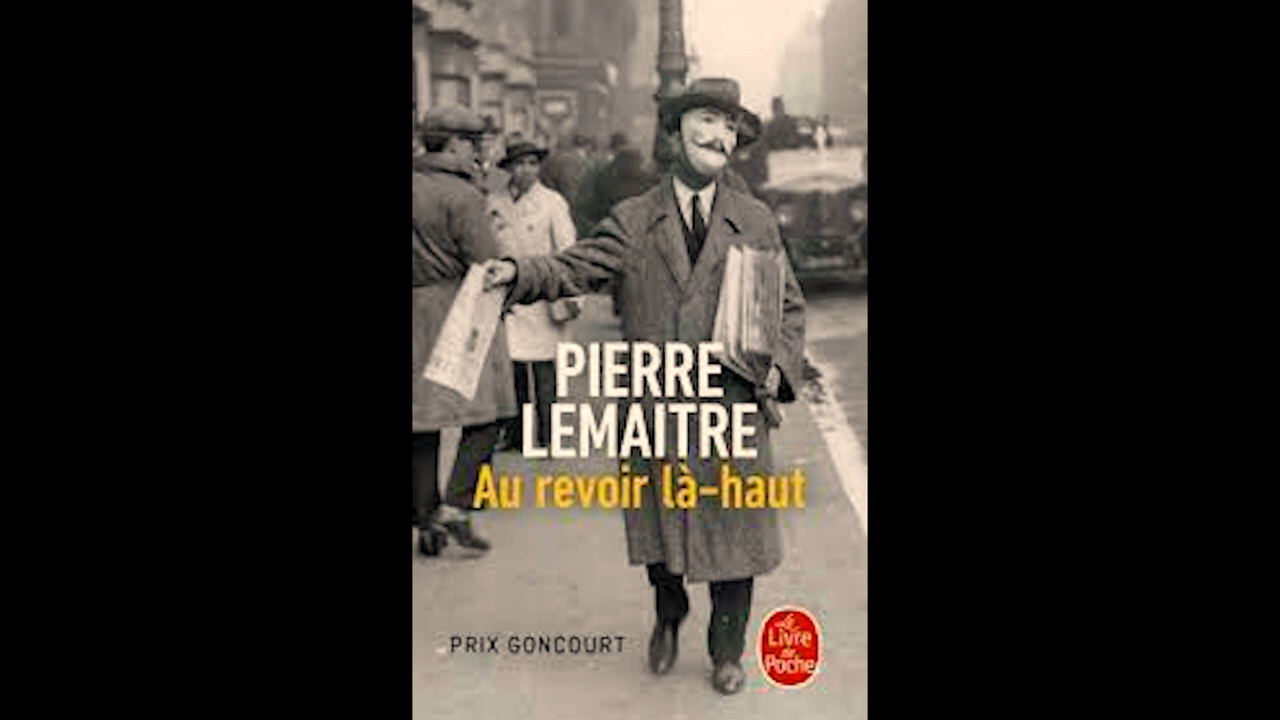 PIERRE
LEMAITRE
Au revoir là-haut
PRIX GONCOURT
Le
Livre
de
Poche